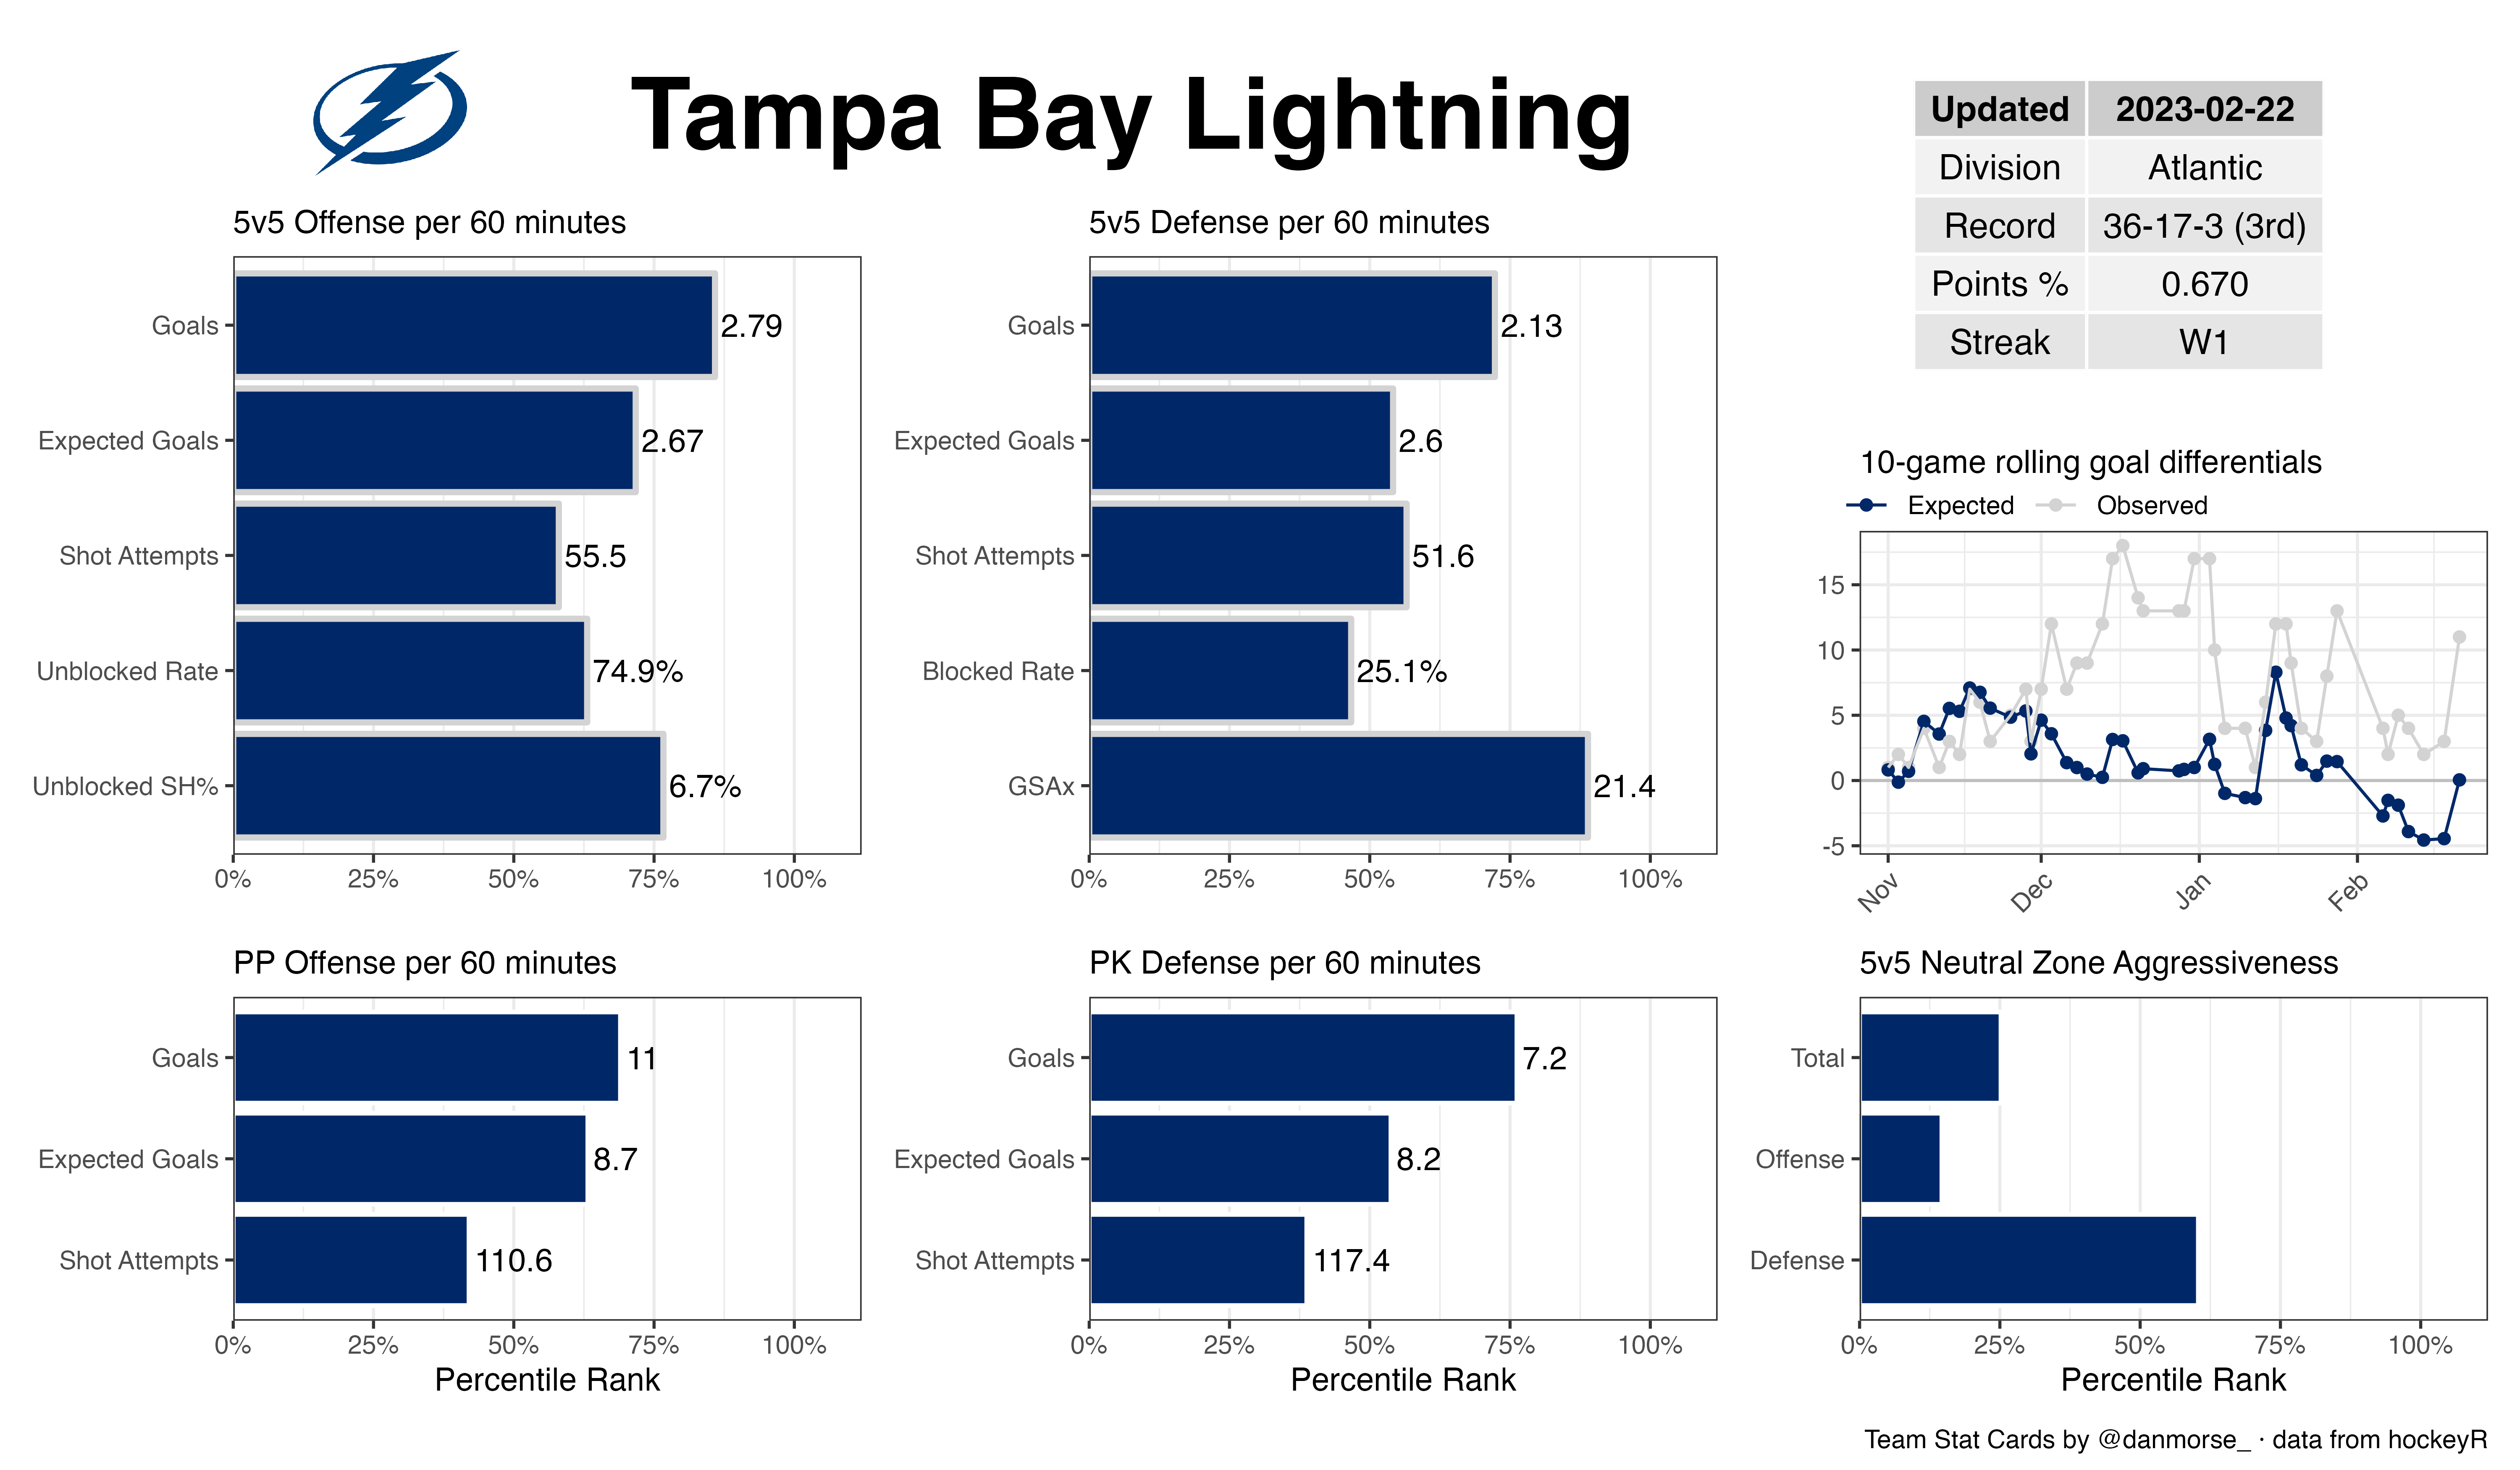 Tampa Bay Lightning
Updated 2023-02-22
Division Atlantic
Record 36-17-3 (3rd)
Points % 0.670
Streak W1
5v5 Offense per 60 minutes
Goals 2.79
Expected Goals 2.67
Shot Attempts 55.5
Unblocked Rate 74.9%
Unblocked SH% 6.7%
0% 25% 50% 75% 100%
5v5 Defense per 60 minutes
Goals 2.13
Expected Goals 2.6
Shot Attempts 51.6
Blocked Rate 25.1%
GSAx 21.4
0% 25% 50% 75% 100%
10-game rolling goal differentials
Expected Observed
15
10
5
0
-5
Nov Dec Jan Feb
PP Offense per 60 minutes
Goals 11
Expected Goals 8.7
Shot Attempts 110.6
0% 25% 50% 75% 100%
Percentile Rank
PK Defense per 60 minutes
Goals 7.2
Expected Goals 8.2
Shot Attempts 117.4
0% 25% 50% 75% 100%
Percentile Rank
5v5 Neutral Zone Aggressiveness
Total
Offense
Defense
0% 25% 50% 75% 100%
Percentile Rank
Team Stat Cards by @danmorse_ · data from hockeyR